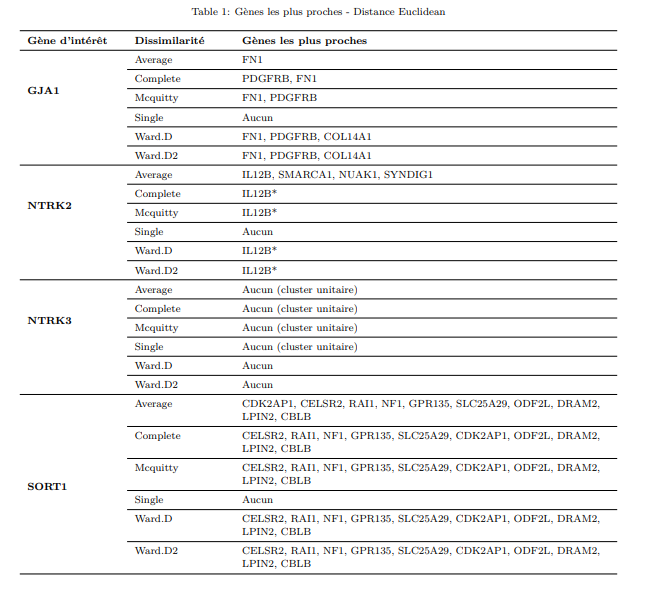 Table 1: Gènes les plus proches - Distance Euclidean
Gène d'intérêt Dissimilarité Gènes les plus proches
GJA1
Average FN1
Complete PDGFRB, FN1
Mcquitty FN1, PDGFRB
Single Aucun
Ward.D FN1, PDGFRB, COL14A1
Ward.D2 FN1, PDGFRB, COL14A1
NTRK2
Average IL12B, SMARCA1, NUAK1, SYNDIG1
Complete IL12B*
Mcquitty IL12B*
Single Aucun
Ward.D IL12B*
Ward.D2 IL12B*
NTRK3
Average Aucun (cluster unitaire)
Complete Aucun (cluster unitaire)
Mcquitty Aucun (cluster unitaire)
Single Aucun (cluster unitaire)
Ward.D Aucun
Ward.D2 Aucun
SORT1
Average CDK2AP1, CELSR2, RAI1, NF1, GPR135, SLC25A29, ODF2L, DRAM2,
LPIN2, CBLB
Complete CELSR2, RAI1, NF1, GPR135, SLC25A29, CDK2AP1, ODF2L, DRAM2,
LPIN2, CBLB
Mcquitty CELSR2, RAI1, NF1, GPR135, SLC25A29, CDK2AP1, ODF2L, DRAM2,
LPIN2, CBLB
Single Aucun
Ward.D CELSR2, RAI1, NF1, GPR135, SLC25A29, CDK2AP1, ODF2L, DRAM2,
LPIN2, CBLB
Ward.D2 CELSR2, RAI1, NF1, GPR135, SLC25A29, CDK2AP1, ODF2L, DRAM2,
LPIN2, CBLB